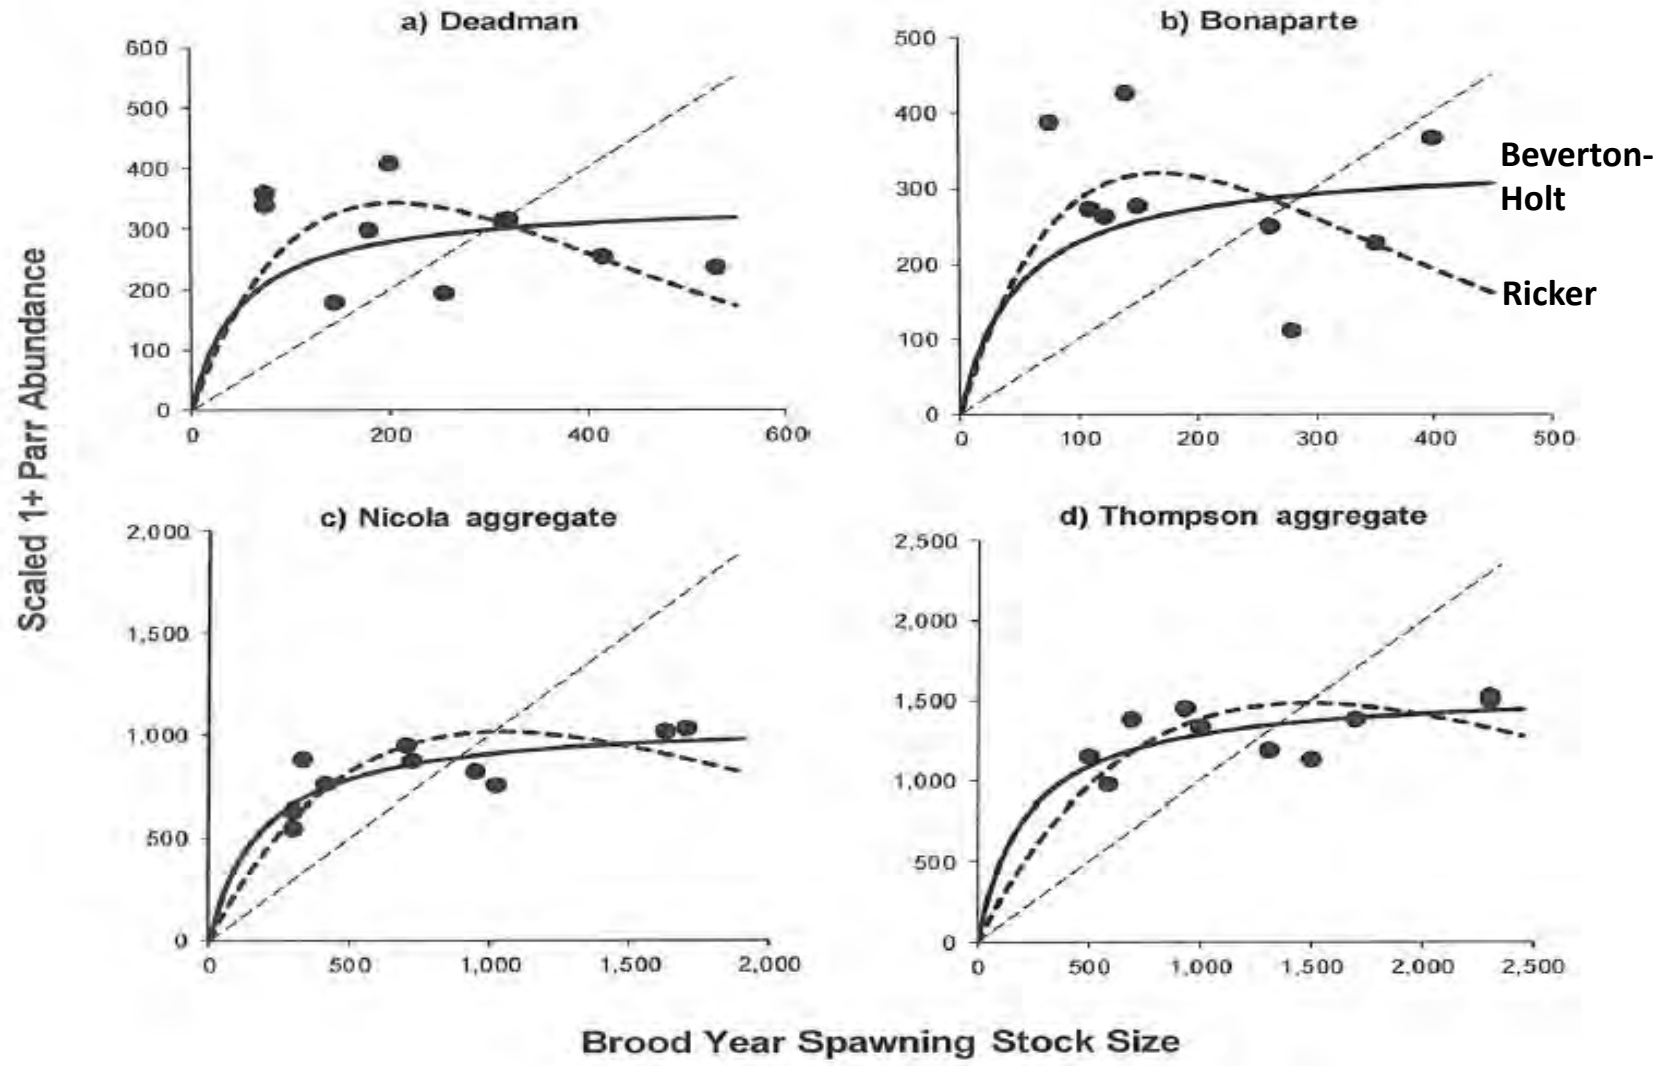 a) Deadman
600
500
400
300
200
100
0
0 200 400 600
b) Bonaparte
500
400
300
200
100
0
0 100 200 300 400 500
Beverton-
Holt
Ricker
Scaled 1+ Parr Abundance
c) Nicola aggregate
2,000
1,500
1,000
500
0
0 500 1,000 1,500 2,000
d) Thompson aggregate
2,500
2,000
1,500
1,000
500
0
0 500 1,000 1,500 2,000 2,500
Brood Year Spawning Stock Size